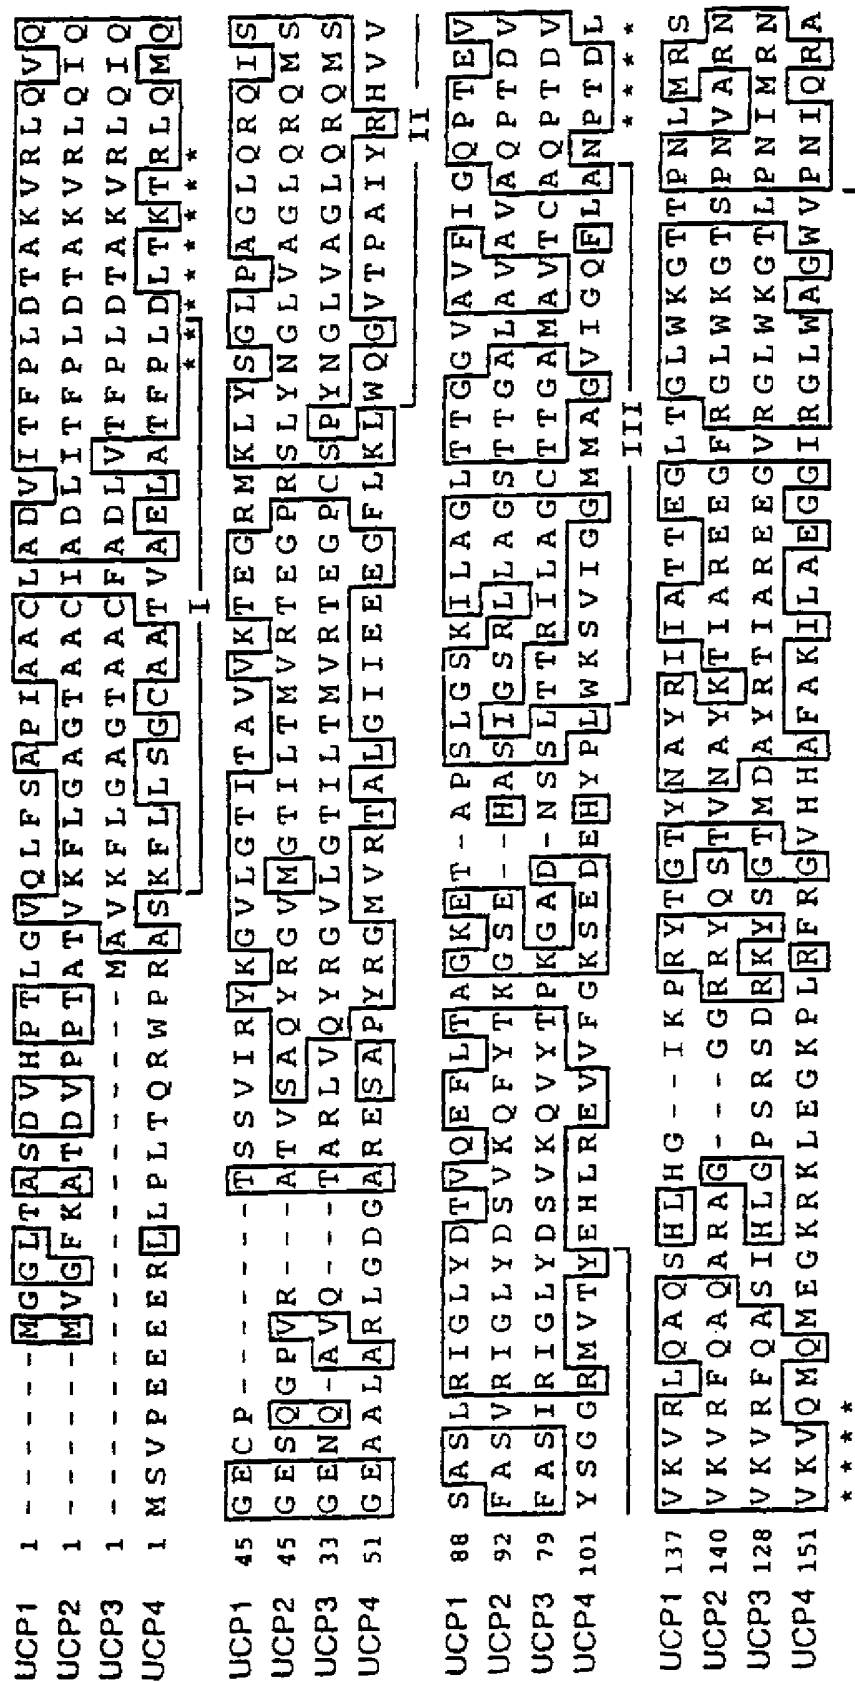 UCP1 1 - - - - - - M G G L T A S D V H P T L G V Q L F S A P I A A C L A D V I T F P L D T A K V R L Q V Q
UCP2 1 - - - - - - M V G F K A T D V P P T A T V K F L G A G T A A C I A D L I T F P L D T A K V R L Q I Q
UCP3 1 - - - - - - - - - - - - - - - - - - M A V K F L G A G T A A C F A D L V T F P L D T A K V R L Q I Q
UCP4 1 M S V P E E E E R L L P L T Q R W P R A S K F L L S G C A A T V A E L A T F P L D L T K T R L Q M Q
* * * * * * * *
I
UCP1 45 G E C P - - - - - - - T S S V I R Y K G V L G T I T A V V K T E G R M K L Y S G L P A G L Q R Q I S
UCP2 45 G E S Q G P V R - - - A T V S A Q Y R G V M G T I L T M V R T E G P R S L Y N G L V A G L Q R Q M S
UCP3 33 G E N Q - A V Q - - - T A R L V Q Y R G V L G T I L T M V R T E G P C S P Y N G L V A G L Q R Q M S
UCP4 51 G E A A L A R L G D G A R E S A P Y R G M V R T A L G I I E E E G F L K L W Q G V T P A I Y R H V V
II
UCP1 88 S A S L R I G L Y D T V Q E F L T A G K E T - A P S L G S K I L A G L T T G G V A V F I G Q P T E V
UCP2 92 F A S V R I G L Y D S V K Q F Y T K G S E - - H A S I G S R L L A G S T T G A L A V A V A Q P T D V
UCP3 79 F A S I R I G L Y D S V K Q V Y T P K G A D - N S S L T T R I L A G C T T G A M A V T C A Q P T D V
UCP4 101 Y S G G R M V T Y E H L R E V V F G K S E D E H Y P L W K S V I G G M M A G V I G Q F L A N P T D L
* * * *
III
UCP1 137 V K V R L Q A Q S H L H G - - I K P R Y T G T Y N A Y R I I A T T E G L T G L W K G T T P N L M R S
UCP2 140 V K V R F Q A Q A R A G - - - G G R R Y Q S T V N A Y K T I A R E E G F R G L W K G T S P N V A R N
UCP3 128 V K V R F Q A S I H L G P S R S D R K Y S G T M D A Y R T I A R E E G V R G L W K G T L P N I M R N
UCP4 151 V K V Q M Q M E G K R K L E G K P L R F R G V H H A F A K I L A E G G I R G L W A G W V P N I Q R A
* * * *